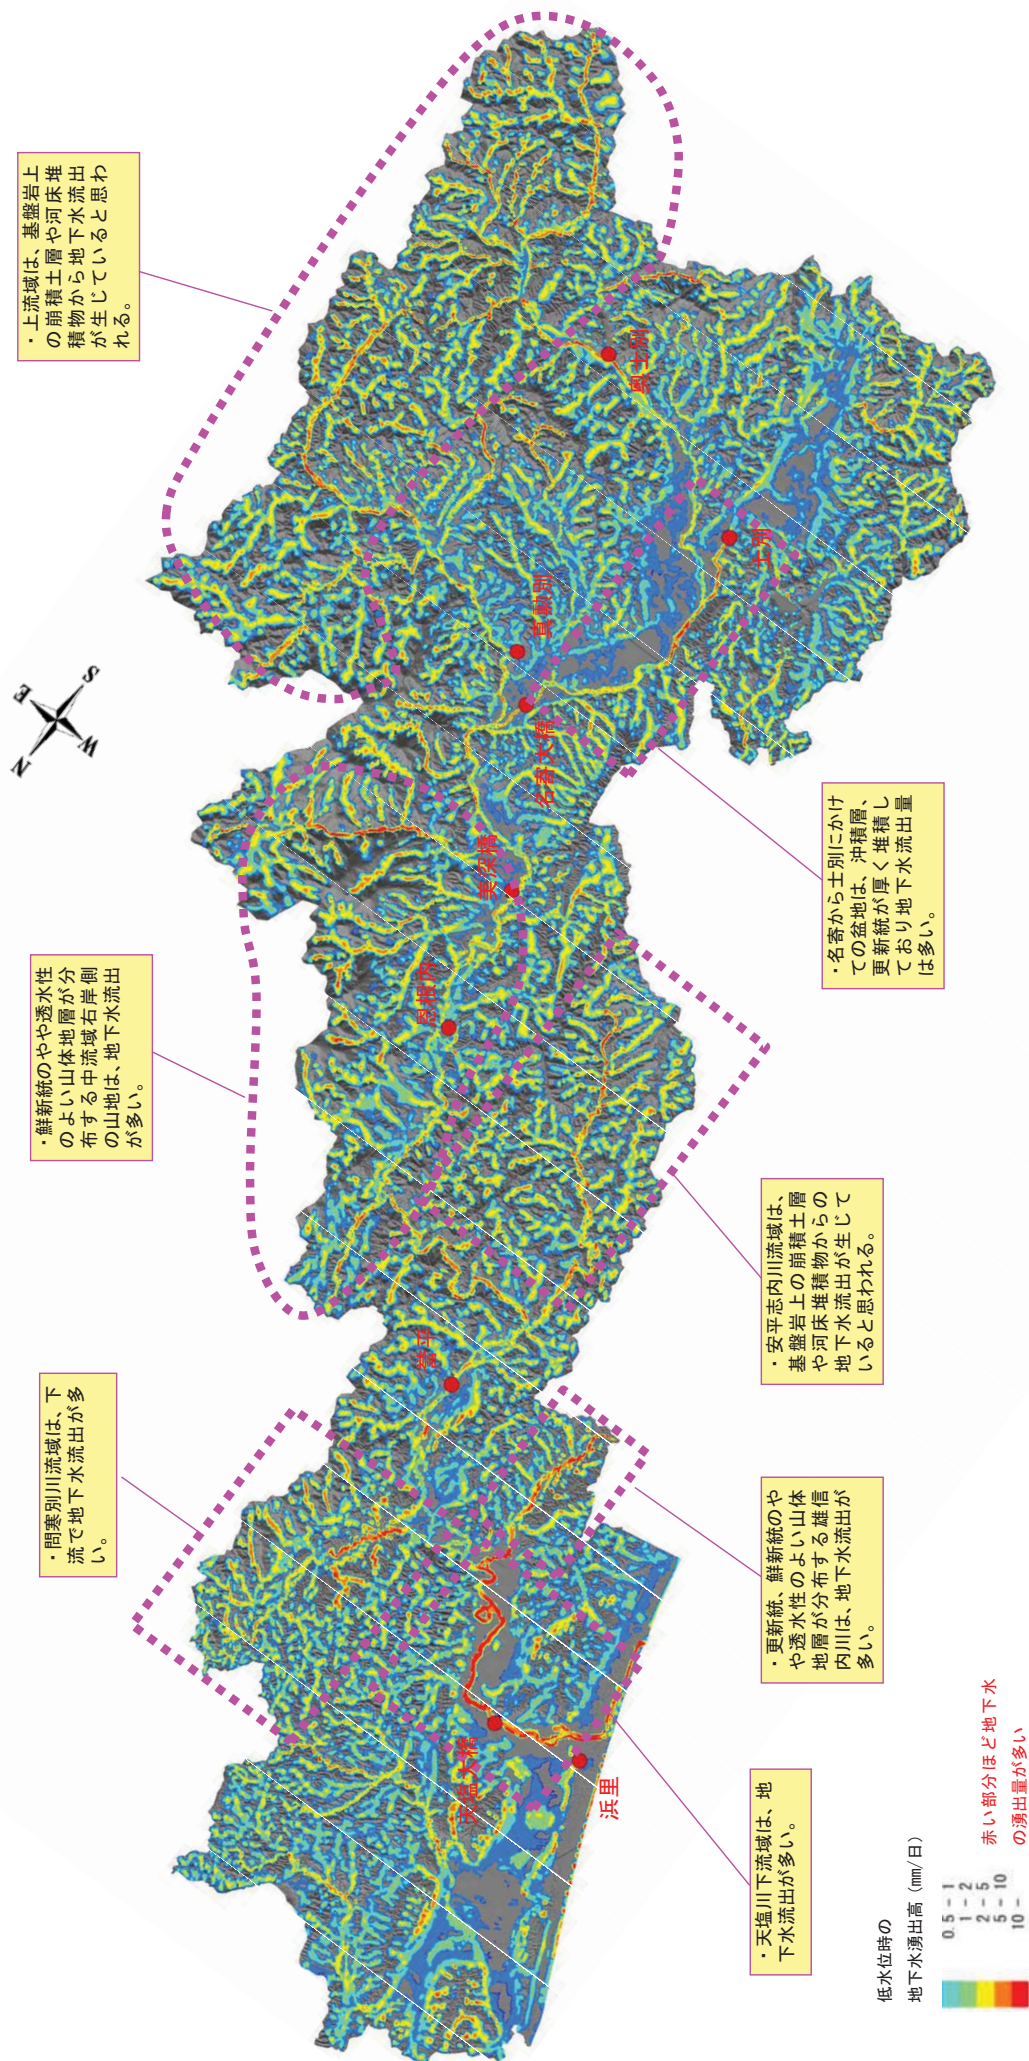 ・上流域は、基盤岩上
の崩積土層や河床堆
積物から地下水流出
が生じていると思わ
れる。
・鮮新統のやや透水性
のよい山体地層が分
布する中流域右岸側
の山地は、地下水流出
が多い。
・問寒別川流域は、下
流で地下水流出が多
い。
N
E
W
S
奥士別
士別
真勲別
名寄大橋
美深橋
恩根内
誉平
天塩大橋
浜里
・名寄から士別にかけ
ての盆地は、沖積層、
更新統が厚く堆積し
ており地下水流出量
は多い。
・安平志内川流域は、
基盤岩上の崩積土層
や河床堆積物からの
地下水流出が生じて
いると思われる。
・更新統、鮮新統のや
や透水性のよい山体
地層が分布する雄信
内川は、地下水流出が
多い。
・天塩川下流域は、地
下水流出が多い。
低水位時の
地下水湧出高 (mm/日)
0.5 - 1
1 - 2
2 - 5
5 - 10
10 -
赤い部分ほど地下水
の湧出量が多い